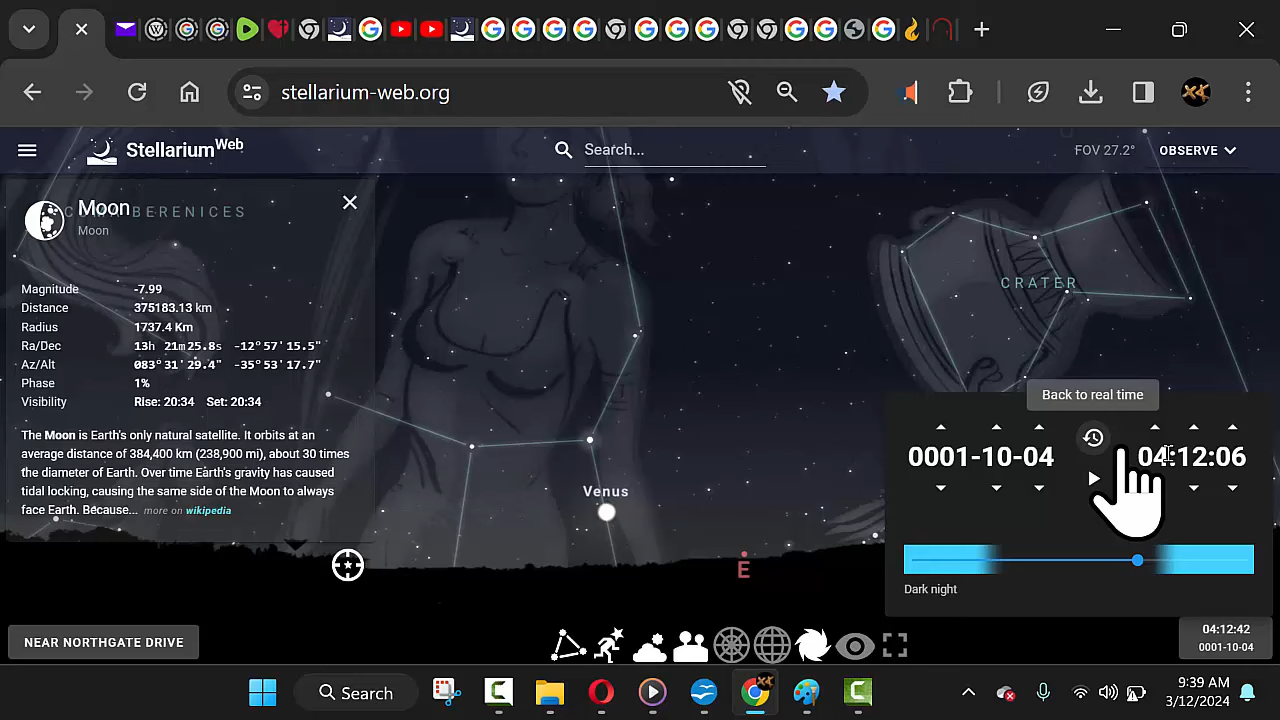 stellarium-web.org
StellariumWeb
Search...
FOV 27.2°
OBSERVE
COMA BERENICES
Moon
Moon
Magnitude -7.99
Distance 375183.13 km
Radius 1737.4 Km
Ra/Dec 13h 21m25.8s -12°57'15.5"
Az/Alt 083°31'29.4" -35°53'17.7"
Phase 1%
Visibility Rise: 20:34 Set: 20:34
The Moon is Earth's only natural satellite. It orbits at an
average distance of 384,400 km (238,900 mi), about 30 times
the diameter of Earth. Over time Earth's gravity has caused
tidal locking, causing the same side of the Moon to always
face Earth. Because... more on wikipedia
CRATER
Venus
E
Back to real time
0001-10-04
04:12:06
Dark night
NEAR NORTHGATE DRIVE
04:12:42
0001-10-04
Search
9:39 AM
3/12/2024